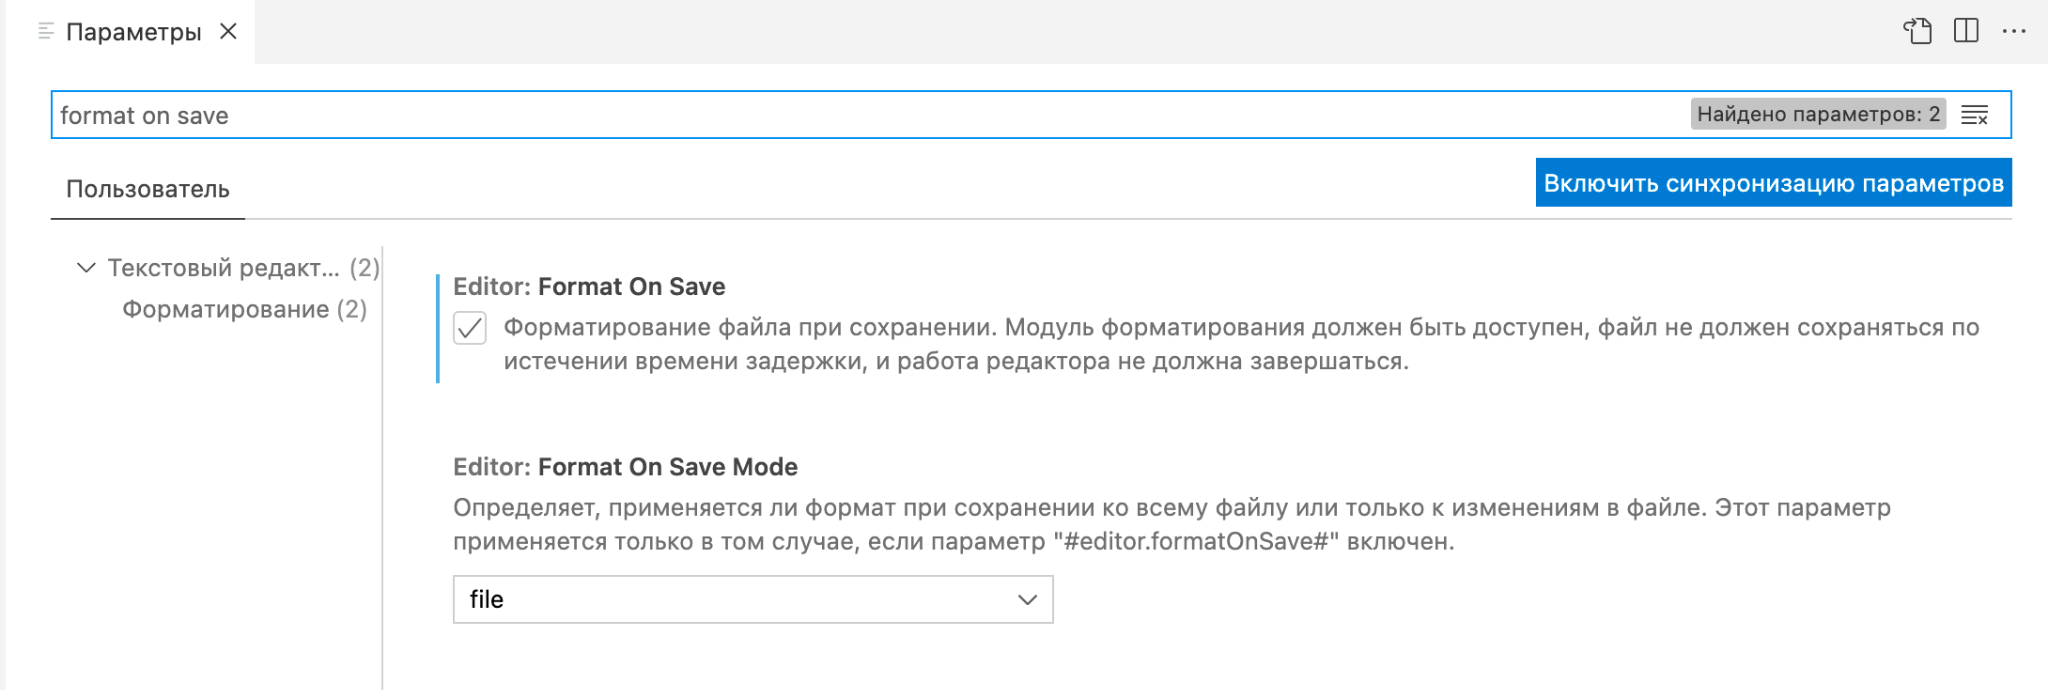 Параметры
format on save
Найдено параметров: 2
Пользователь
Включить синхронизацию параметров
Текстовый редакт... (2)
Форматирование (2)
Editor: Format On Save
Форматирование файла при сохранении. Модуль форматирования должен быть доступен, файл не должен сохраняться по
истечении времени задержки, и работа редактора не должна завершаться.
Editor: Format On Save Mode
Определяет, применяется ли формат при сохранении ко всему файлу или только к изменениям в файле. Этот параметр
применяется только в том случае, если параметр "#editor.formatOnSave#" включен.
file